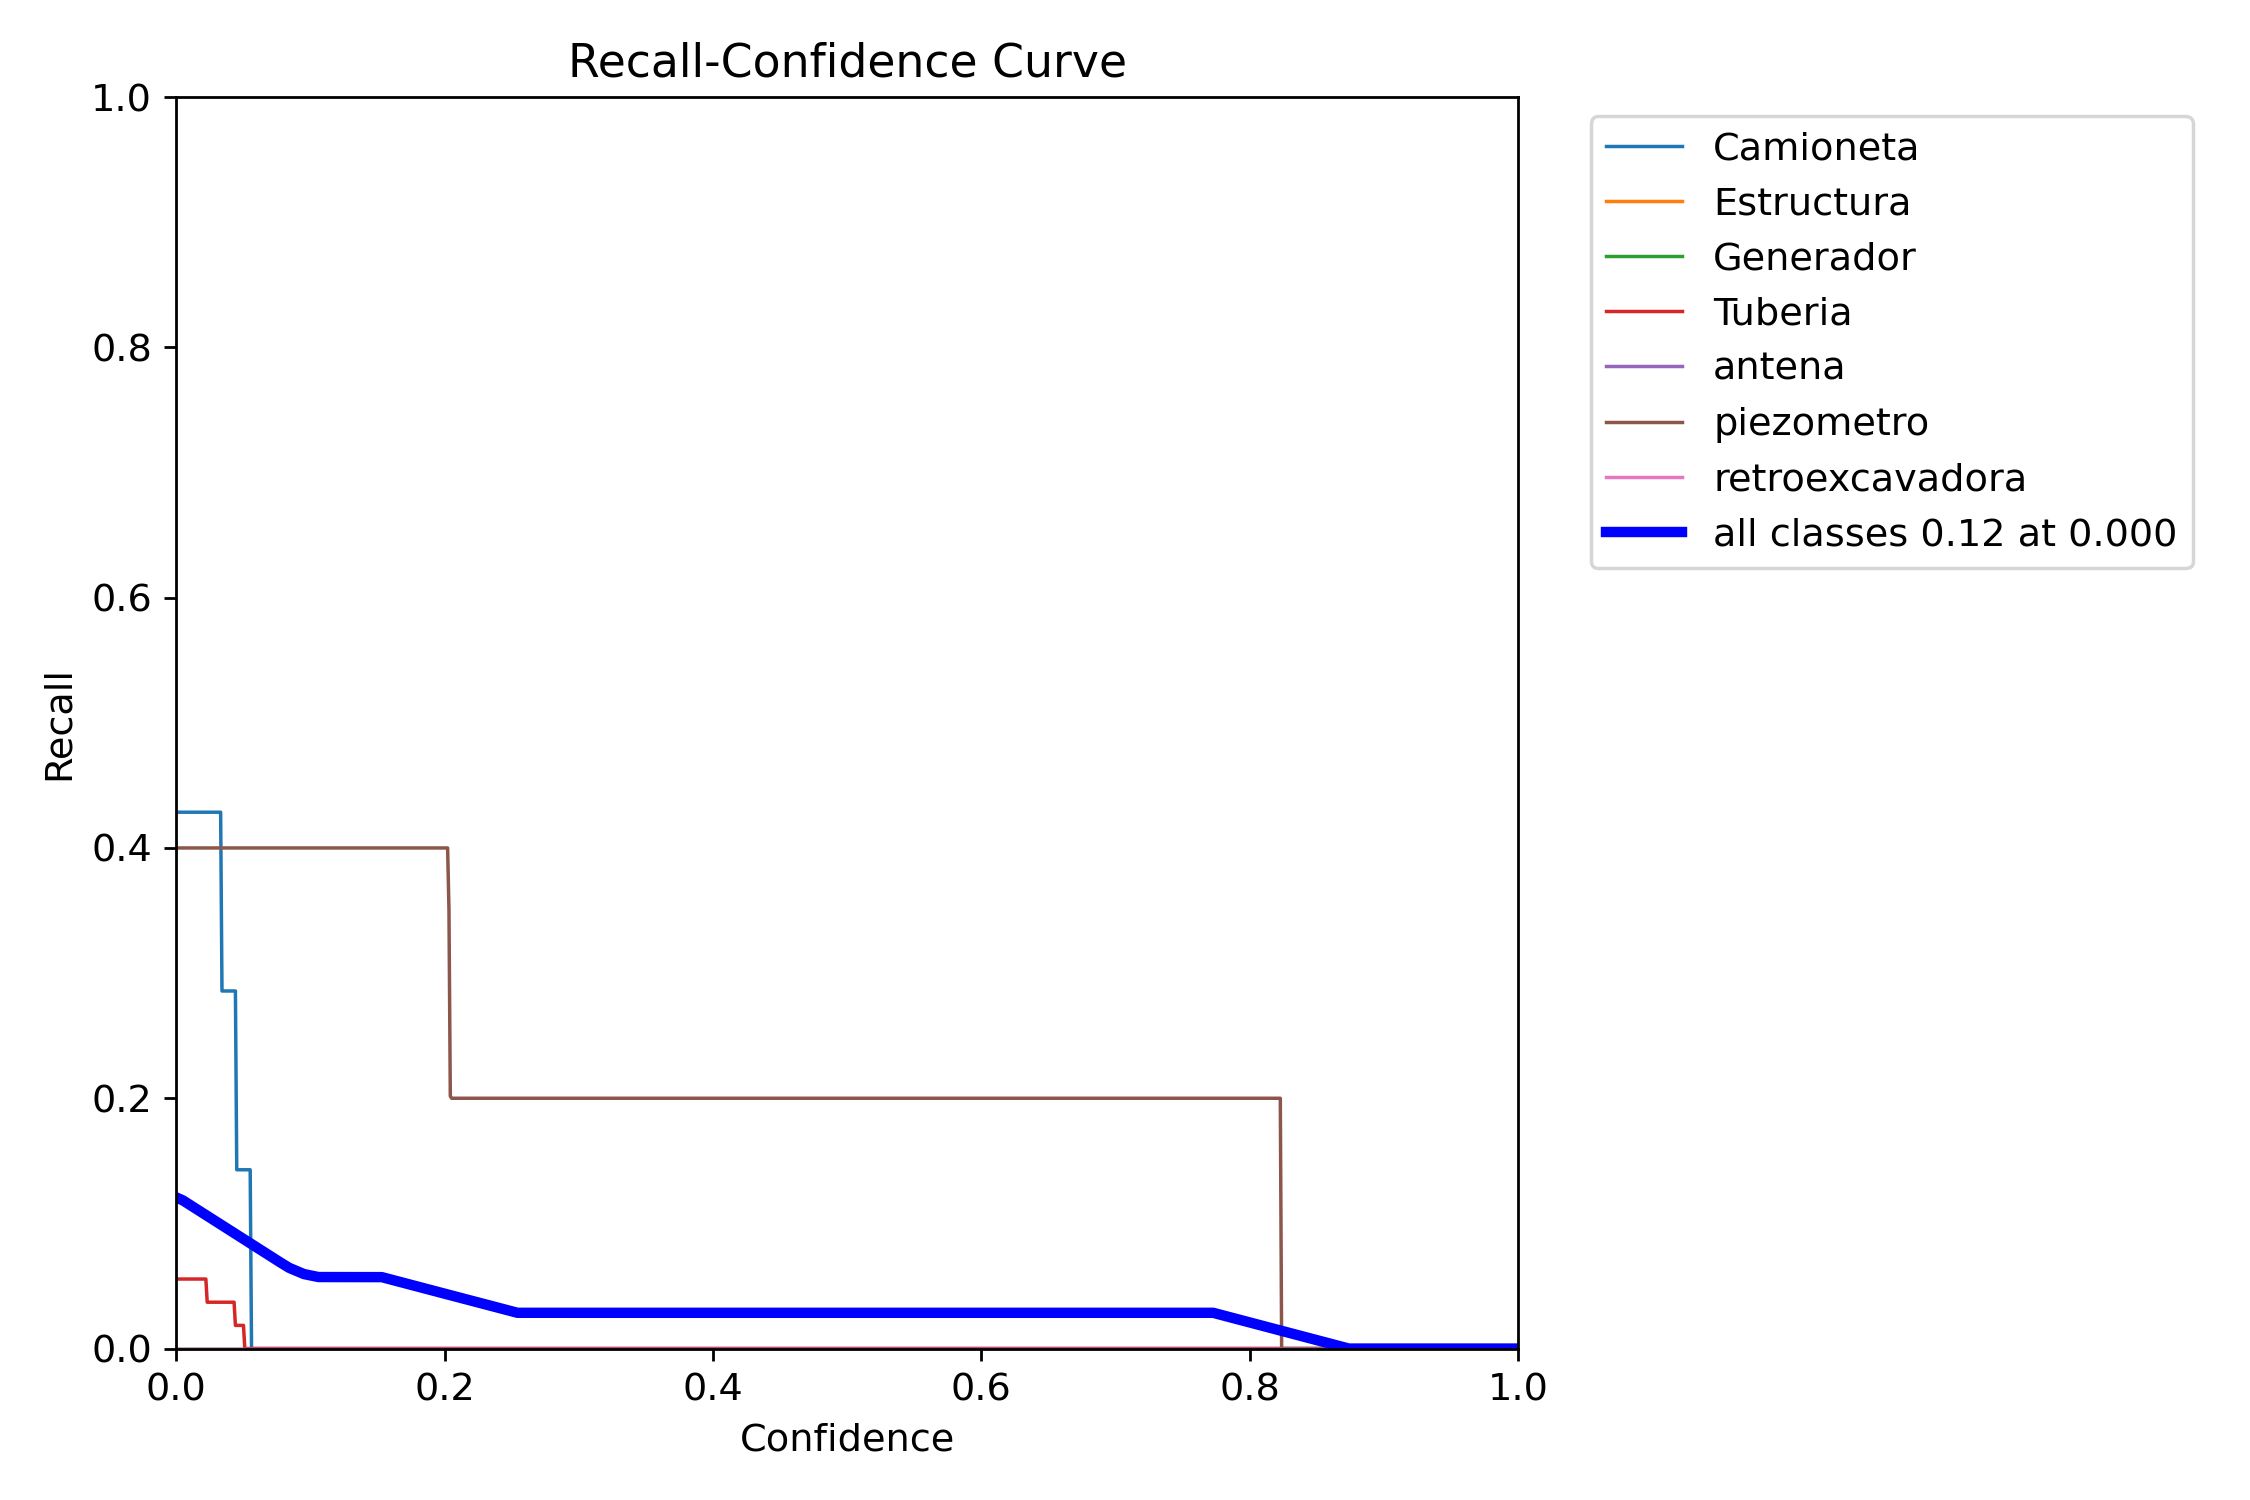 Recall-Confidence Curve
1.0
0.8
0.6
0.4
0.2
0.0
Recall
0.0 0.2 0.4 0.6 0.8 1.0
Confidence
Camioneta
Estructura
Generador
Tuberia
antena
piezometro
retroexcavadora
all classes 0.12 at 0.000